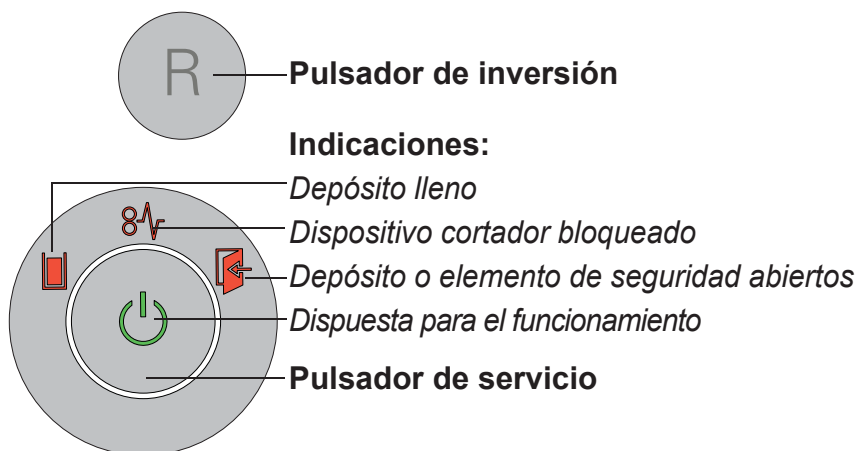 R
Pulsador de inversión
Indicaciones:
Depósito lleno
Dispositivo cortador bloqueado
Depósito o elemento de seguridad abiertos
Dispuesta para el funcionamiento
Pulsador de servicio